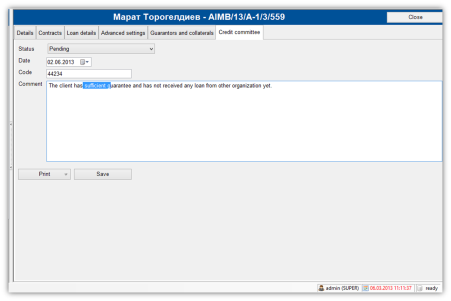 Марат Торогелдиев - AIMB/13/A-1/3/559
Close
Details Contracts Loan details Advanced settings Guarantors and collaterals Credit committee
Status Pending
Date 02.06.2013
Code 44234
Comment The client has sufficient guarantee and has not received any loan from other organization yet.
Print Save
admin (SUPER) 06.03.2013 11:11:37 ready